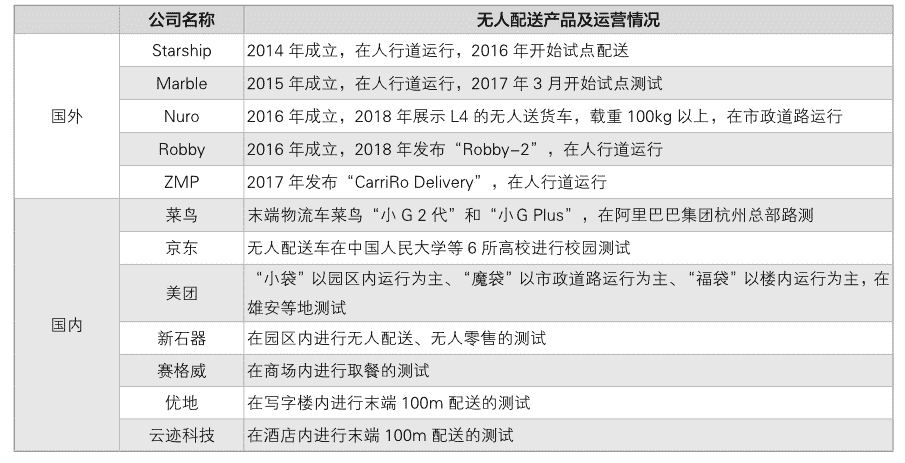 公司名称 无人配送产品及运营情况
Starship 2014 年成立，在人行道运行，2016 年开始试点配送
Marble 2015 年成立，在人行道运行，2017 年 3 月开始试点测试
国外 Nuro 2016 年成立，2018 年展示 L4 的无人送货车，载重 100kg 以上，在市政道路运行
Robby 2016 年成立，2018 年发布“Robby-2”，在人行道运行
ZMP 2017 年发布“CarriRo Delivery”，在人行道运行
菜鸟 末端物流车菜鸟“小 G 2 代”和“小 G Plus”，在阿里巴巴集团杭州总部路测
京东 无人配送车在中国人民大学等 6 所高校进行校园测试
美团 “小袋”以园区内运行为主、“魔袋”以市政道路运行为主、“福袋”以楼内运行为主，在
雄安等地测试
国内 新石器 在园区内进行无人配送、无人零售的测试
赛格威 在商场内进行取餐的测试
优地 在写字楼内进行末端 100m 配送的测试
云迹科技 在酒店内进行末端 100m 配送的测试